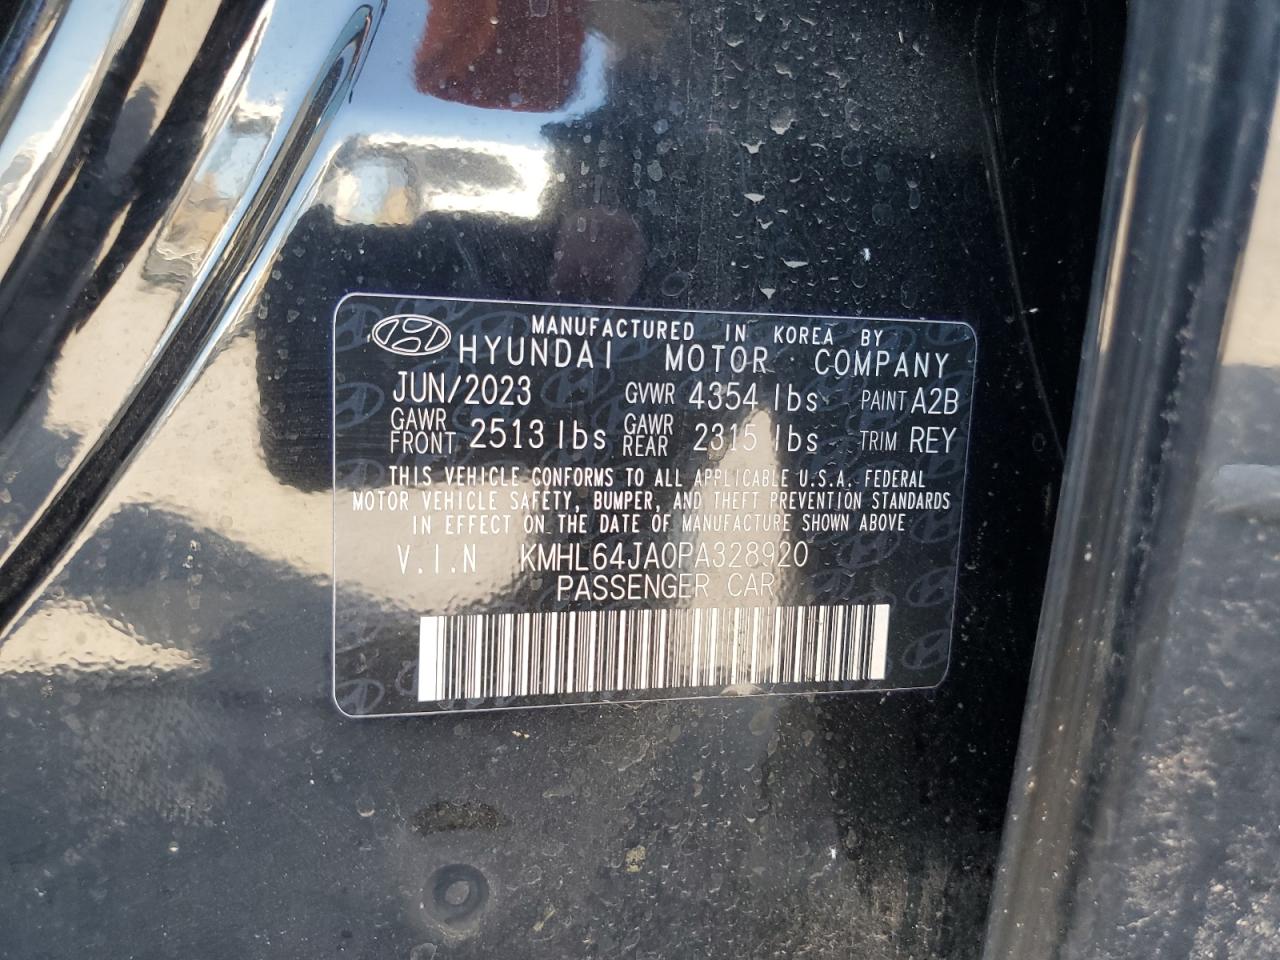 MANUFACTURED IN KOREA BY
HYUNDAI MOTOR COMPANY
JUN/2023 GVWR 4354 lbs PAINT A2B
GAWR FRONT 2513 lbs GAWR REAR 2315 lbs TRIM REY
THIS VEHICLE CONFORMS TO ALL APPLICABLE U.S.A. FEDERAL
MOTOR VEHICLE SAFETY, BUMPER, AND THEFT PREVENTION STANDARDS
IN EFFECT ON THE DATE OF MANUFACTURE SHOWN ABOVE
V.I.N KMHL64JA0PA328920
PASSENGER CAR